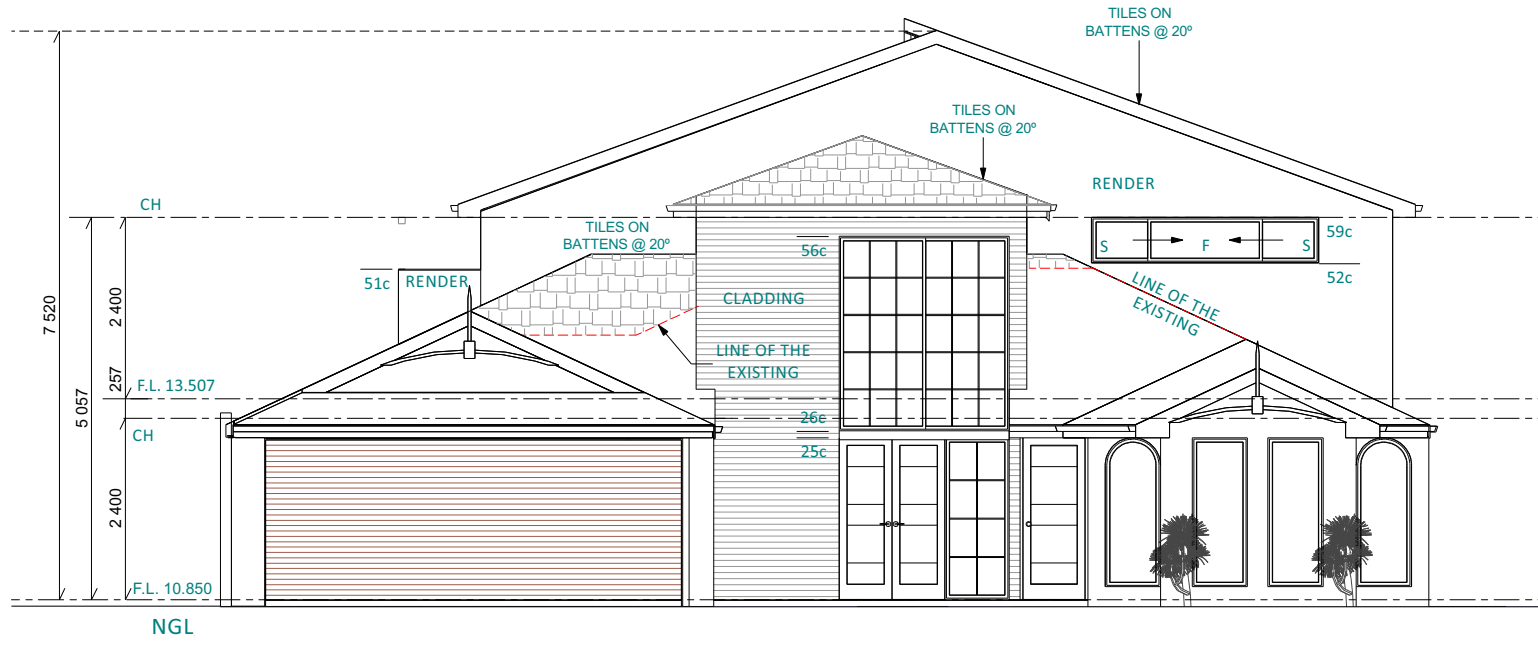 TILES ON
BATTENS @ 20º
TILES ON
BATTENS @ 20º
RENDER
CH
TILES ON
BATTENS @ 20º
56c
59c
S
F
S
52c
51c
RENDER
CLADDING
LINE OF THE
EXISTING
LINE OF THE
EXISTING
7 520
2 400
257
5 057
F.L. 13.507
26c
CH
25c
2 400
F.L. 10.850
NGL